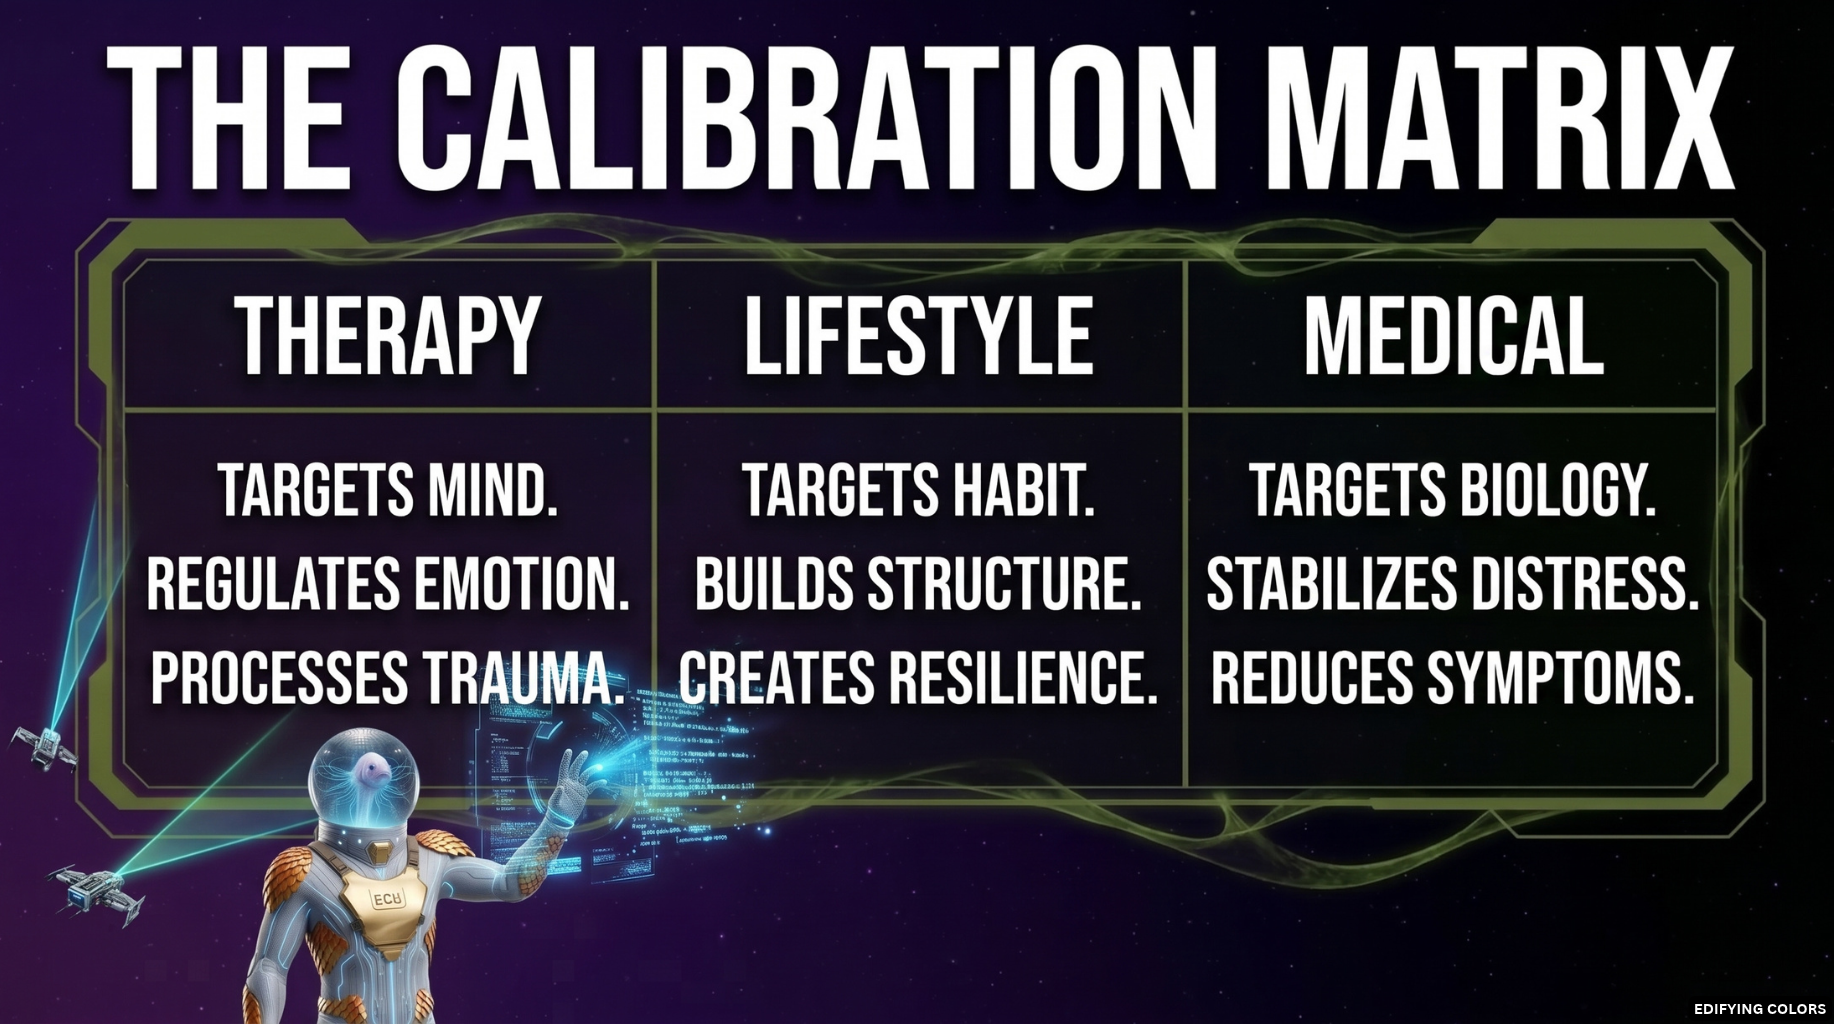 THE CALIBRATION MATRIX
THERAPY
LIFESTYLE
MEDICAL
TARGETS MIND.
REGULATES EMOTION.
PROCESSES TRAUMA.
TARGETS HABIT.
BUILDS STRUCTURE.
CREATES RESILIENCE.
TARGETS BIOLOGY.
STABILIZES DISTRESS.
REDUCES SYMPTOMS.
EDIFYING COLORS